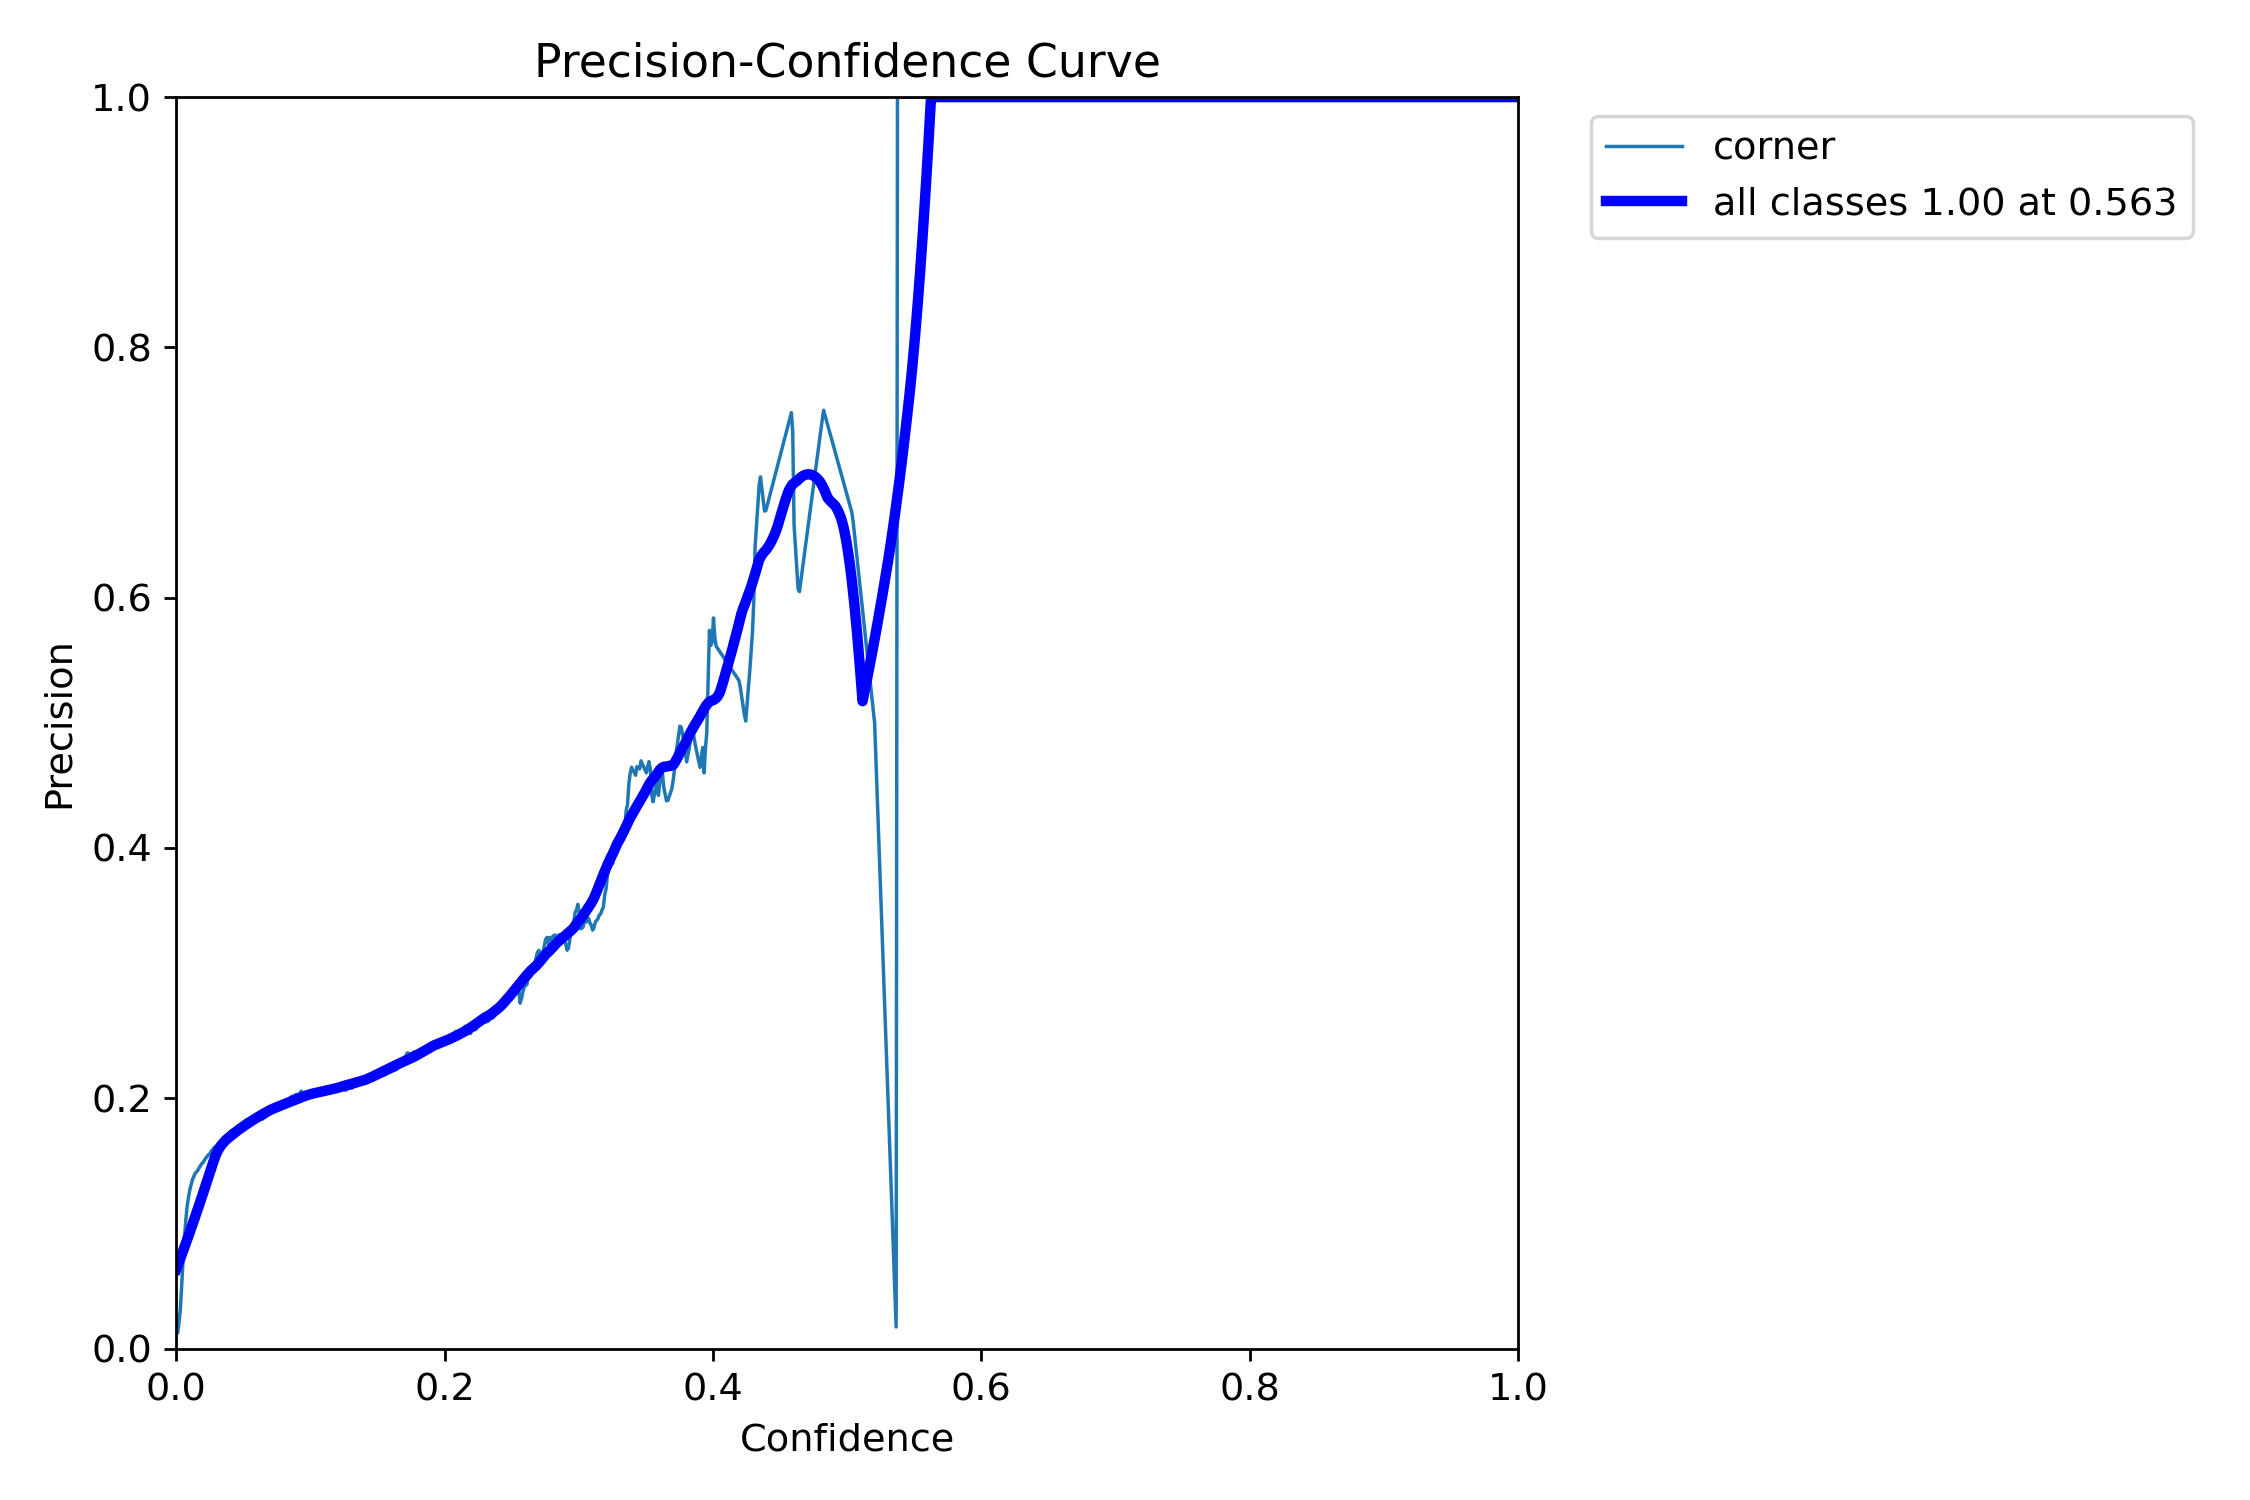 Precision-Confidence Curve
1.0
0.8
0.6
0.4
0.2
0.0
Precision
0.0 0.2 0.4 0.6 0.8 1.0
Confidence
corner
all classes 1.00 at 0.563